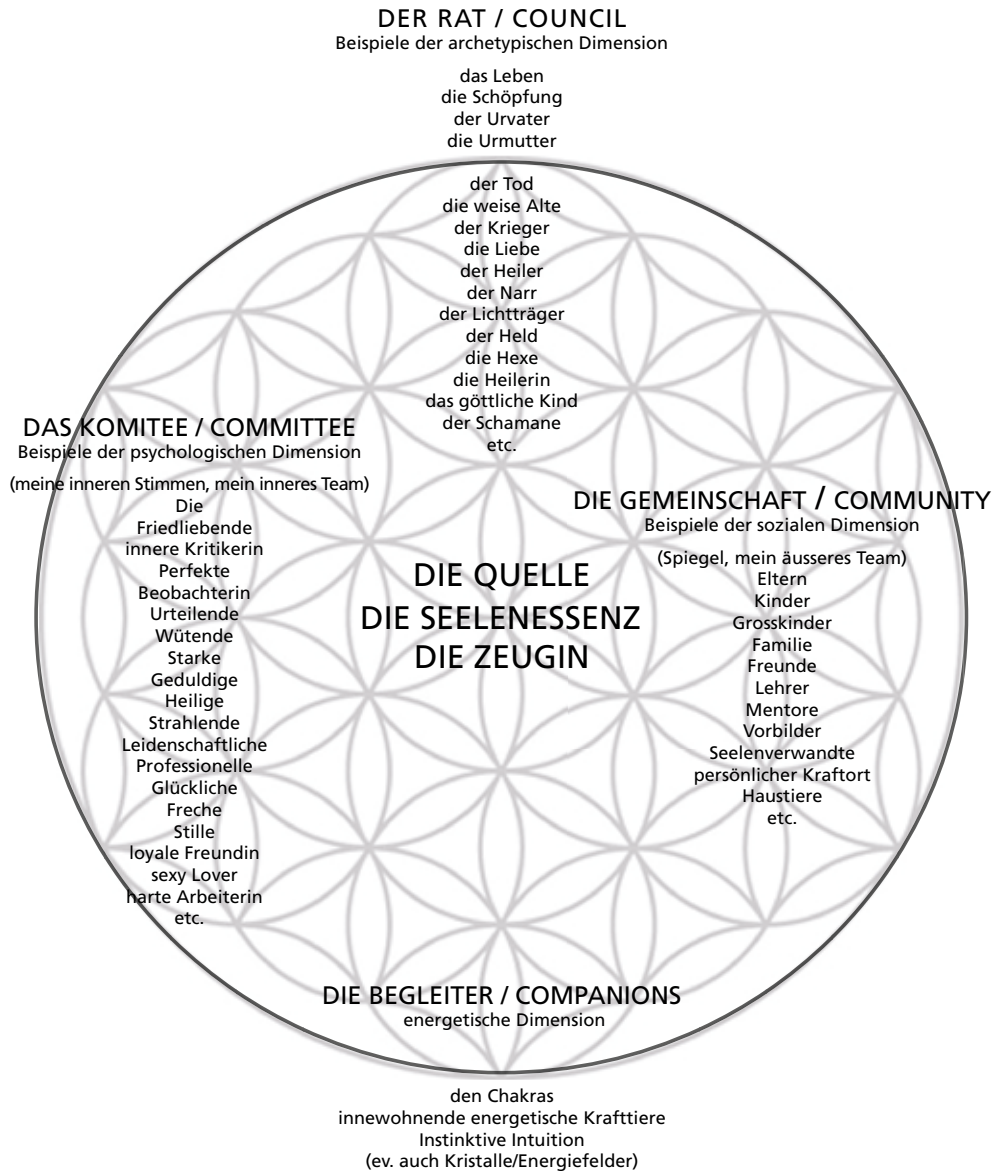 DER RAT / COUNCIL
Beispiele der archetypischen Dimension
das Leben
die Schöpfung
der Urvater
die Urmutter
der Tod
die weise Alte
der Krieger
die Liebe
der Heiler
der Narr
der Lichtträger
der Held
die Hexe
die Heilerin
das göttliche Kind
der Schamane
etc.
DAS KOMITEE / COMMITTEE
Beispiele der psychologischen Dimension
(meine inneren Stimmen, mein inneres Team)
Die
Friedliebende
innere Kritikerin
Perfekte
Beobachterin
Urteilende
Wütende
Starke
Geduldige
Heilige
Strahlende
Leidenschaftliche
Professionelle
Glückliche
Freche
Stille
loyale Freundin
sexy Lover
harte Arbeiterin
etc.
DIE QUELLE
DIE SEELENESSENZ
DIE ZEUGIN
DIE GEMEINSCHAFT / COMMUNITY
Beispiele der sozialen Dimension
(Spiegel, mein äusseres Team)
Eltern
Kinder
Grosskinder
Familie
Freunde
Lehrer
Mentore
Vorbilder
Seelenverwandte
persönlicher Kraftort
Haustiere
etc.
DIE BEGLEITER / COMPANIONS
energetische Dimension
den Chakras
innewohnende energetische Krafttiere
Instinktive Intuition
(ev. auch Kristalle/Energiefelder)